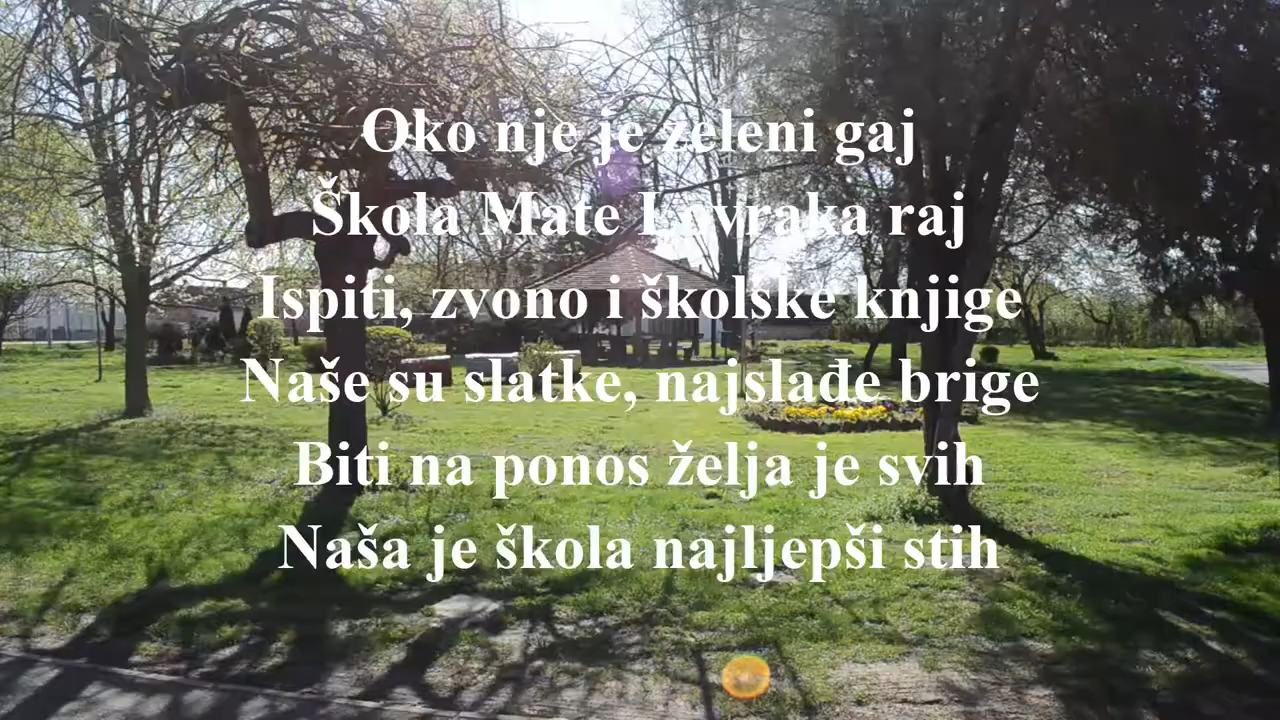 Oko nje je zeleni gaj
Škola Mate Lovraka raj
Ispiti, zvono i školske knjige
Naše su slatke, najslađe brige
Biti na ponos želja je svih
Naša je škola najljepši stih